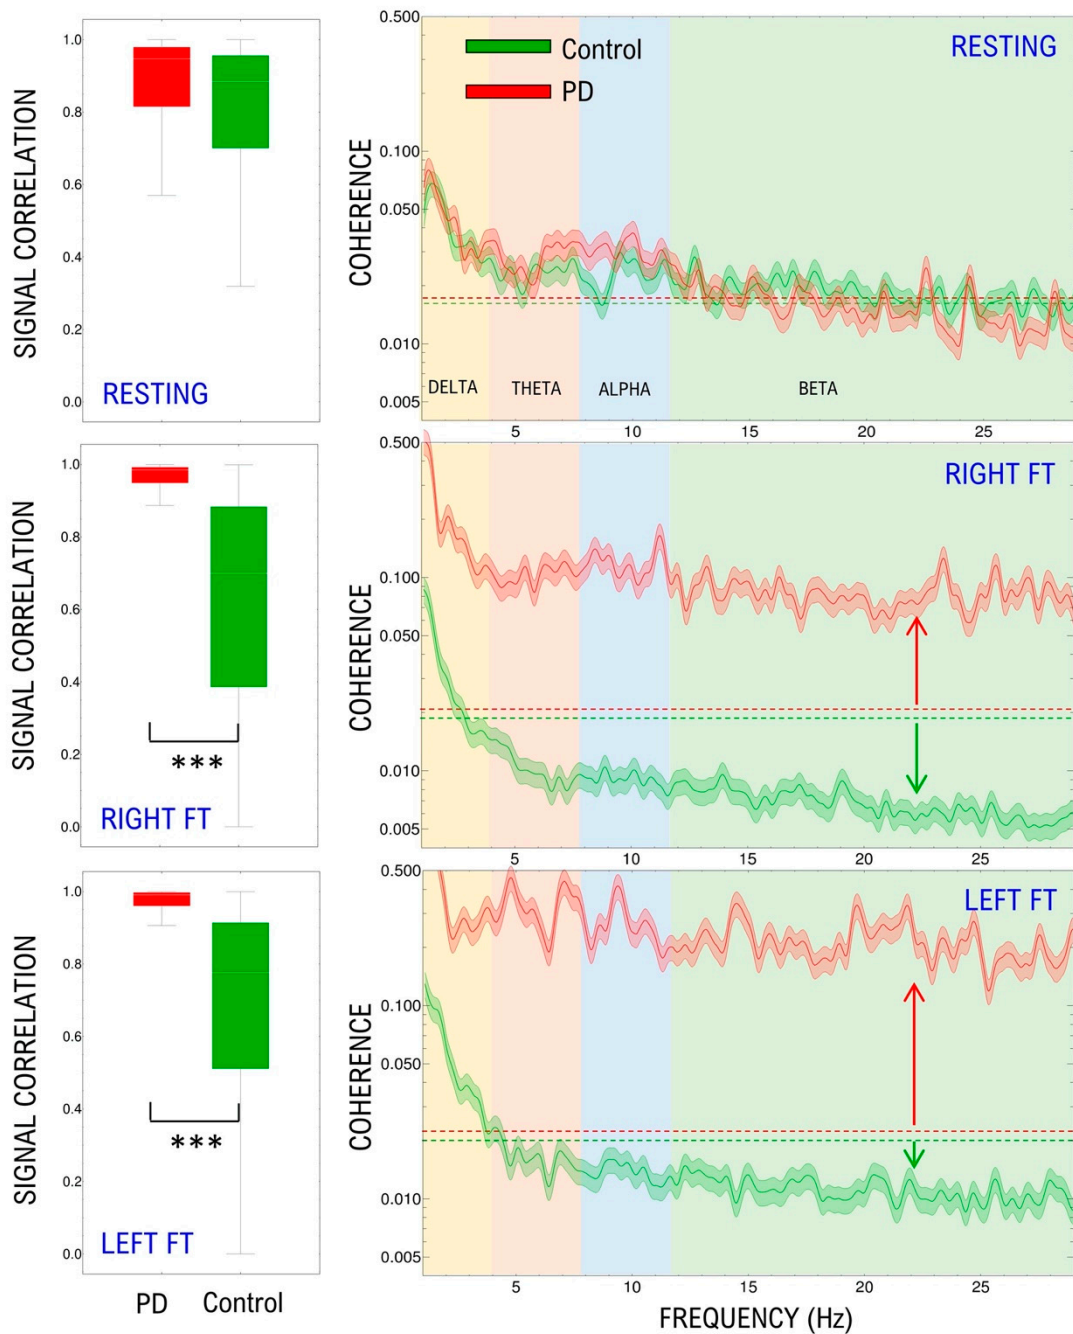 SIGNAL CORRELATION
1.0
0.8
0.6
0.4
0.2
0.0
RESTING
COHERENCE
0.500
0.100
0.050
0.010
0.005
Control
PD
RESTING
DELTA THETA ALPHA BETA
5 10 15 20 25
SIGNAL CORRELATION
1.0
0.8
0.6
0.4
0.2
0.0
***
RIGHT FT
COHERENCE
0.500
0.100
0.050
0.010
0.005
RIGHT FT
5 10 15 20 25
SIGNAL CORRELATION
1.0
0.8
0.6
0.4
0.2
0.0
***
LEFT FT
PD Control
COHERENCE
0.500
0.100
0.050
0.010
0.005
LEFT FT
5 10 15 20 25
FREQUENCY (Hz)